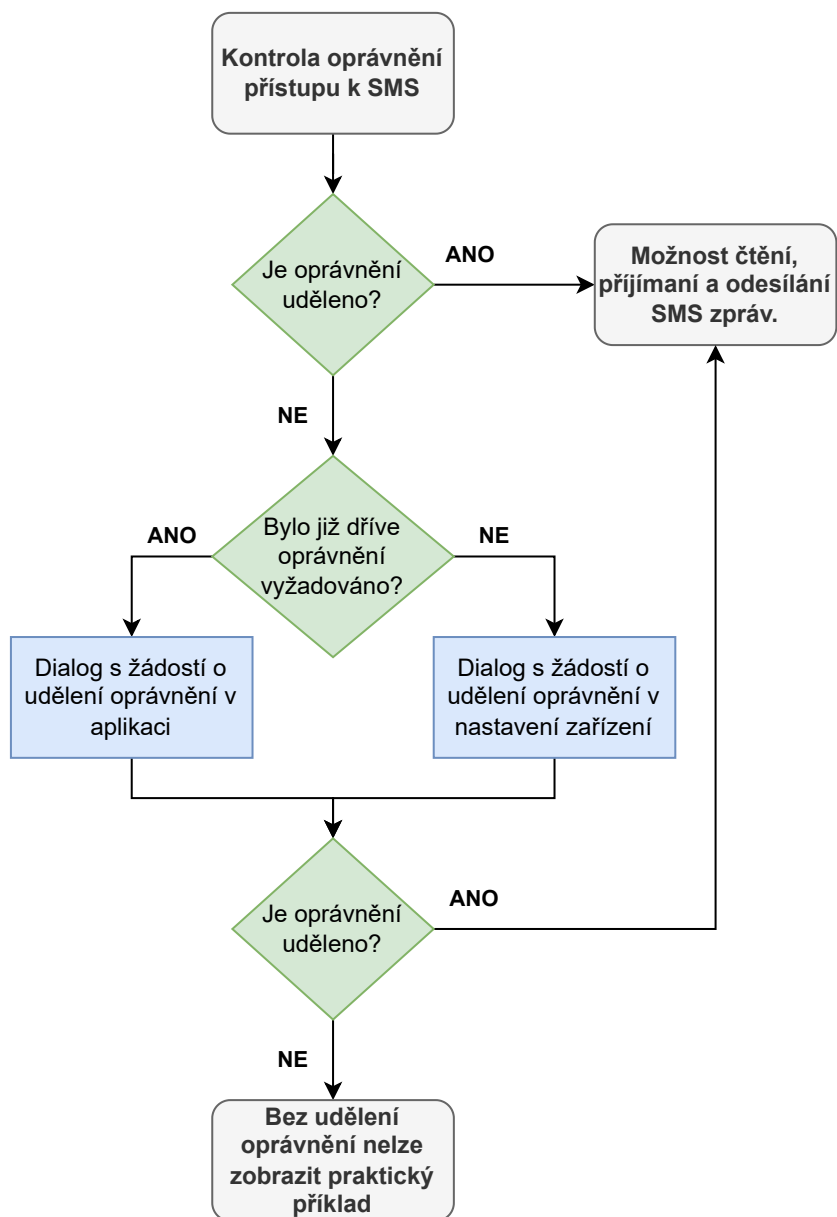 Kontrola oprávnění
přístupu k SMS
Je oprávnění
uděleno?
ANO
Možnost čtění,
příjímaní a odesílání
SMS zpráv.
NE
Bylo již dříve
oprávnění
vyžadováno?
ANO
NE
Dialog s žádostí o
udělení oprávnění v
aplikaci
Dialog s žádostí o
udělení oprávnění v
nastavení zařízení
Je oprávnění
uděleno?
ANO
NE
Bez udělení
oprávnění nelze
zobrazit praktický
příklad